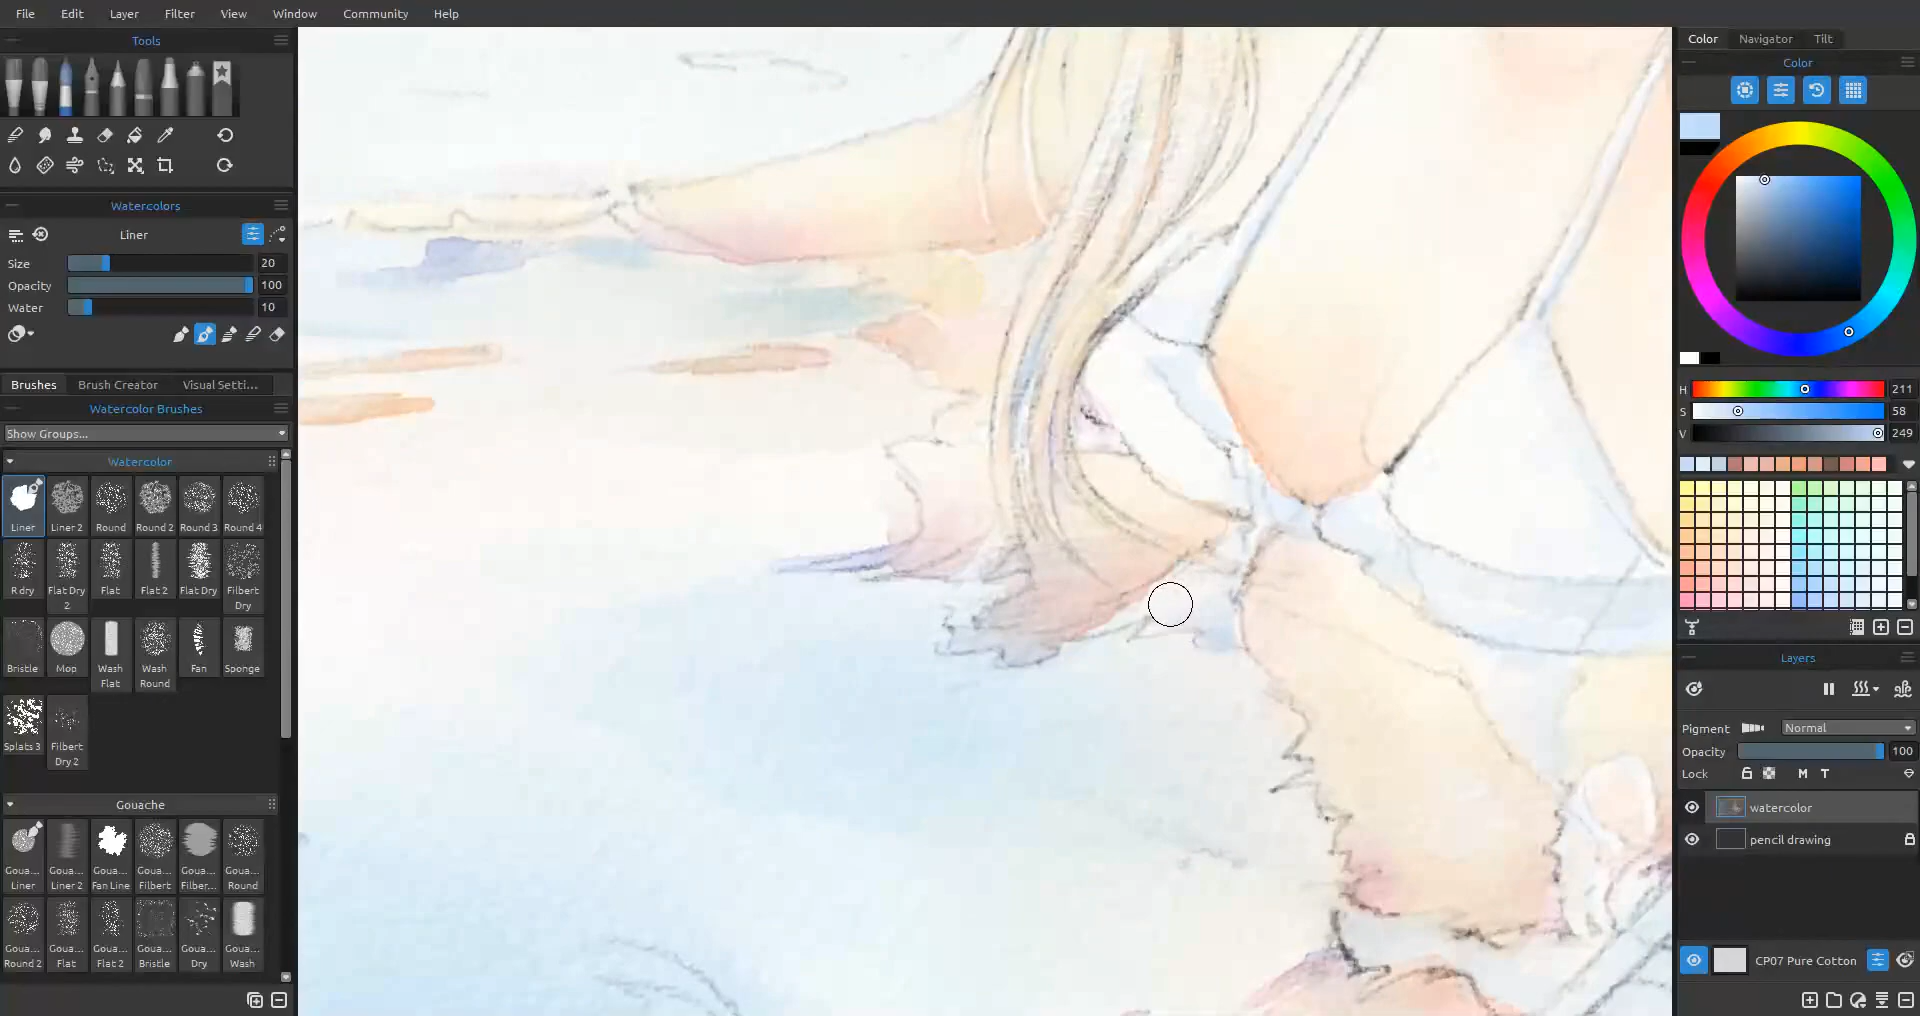 File Edit Layer Filter View Window Community Help
Tools
Watercolors
Liner
Size 20
Opacity 100
Water 10
Brushes Brush Creator Visual Setti...
Watercolor Brushes
Show Groups...
Watercolor
Liner Liner 2 Round Round 2 Round 3 Round 4
R dry Flat Dry 2 Flat Flat 2 Flat Dry Filbert Dry
Bristle Mop Wash Flat Wash Round Fan Sponge
Splats 3 Filbert Dry 2
Gouache
Goua... Liner Goua... Liner 2 Goua... Fan Line Goua... Filbert Goua... Filber... Goua... Round
Goua... Round 2 Goua... Flat Goua... Flat 2 Goua... Bristle Goua... Dry Goua... Wash
Color Navigator Tilt
Color
H 211
S 58
V 249
Layers
Pigment Normal
Opacity 100
Lock M T
watercolor
pencil drawing
CP07 Pure Cotton